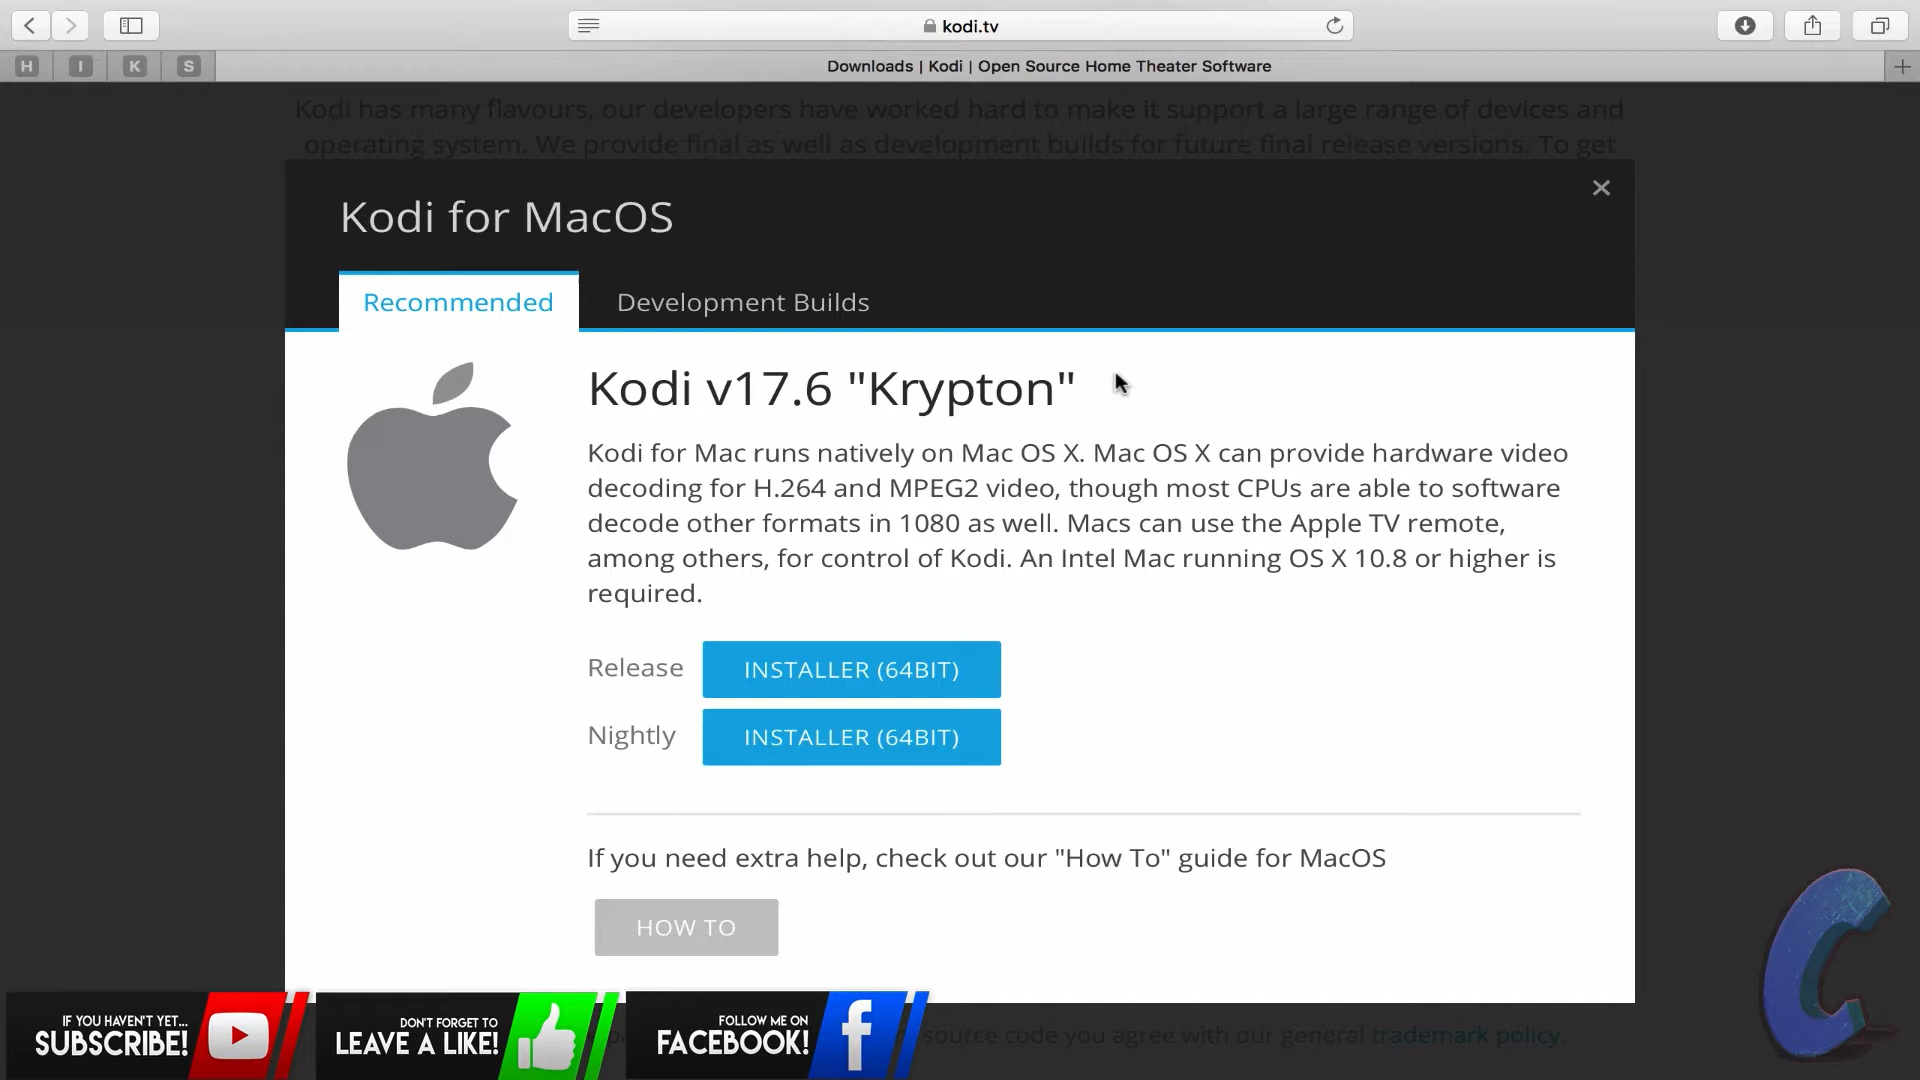 kodi.tv
H
I
K
S
Downloads | Kodi | Open Source Home Theater Software
Kodi has many flavours, our developers have worked hard to make it support a large range of devices and
operating system. We provide final as well as development builds for future final release versions. To get
Kodi for MacOS
Recommended
Development Builds
Kodi v17.6 "Krypton"
Kodi for Mac runs natively on Mac OS X. Mac OS X can provide hardware video
decoding for H.264 and MPEG2 video, though most CPUs are able to software
decode other formats in 1080 as well. Macs can use the Apple TV remote,
among others, for control of Kodi. An Intel Mac running OS X 10.8 or higher is
required.
Release
INSTALLER (64BIT)
Nightly
INSTALLER (64BIT)
If you need extra help, check out our "How To" guide for MacOS
HOW TO
IF YOU HAVEN'T YET...
SUBSCRIBE!
DON'T FORGET TO
LEAVE A LIKE!
FOLLOW ME ON
FACEBOOK!
source code you agree with our general trademark policy.
C